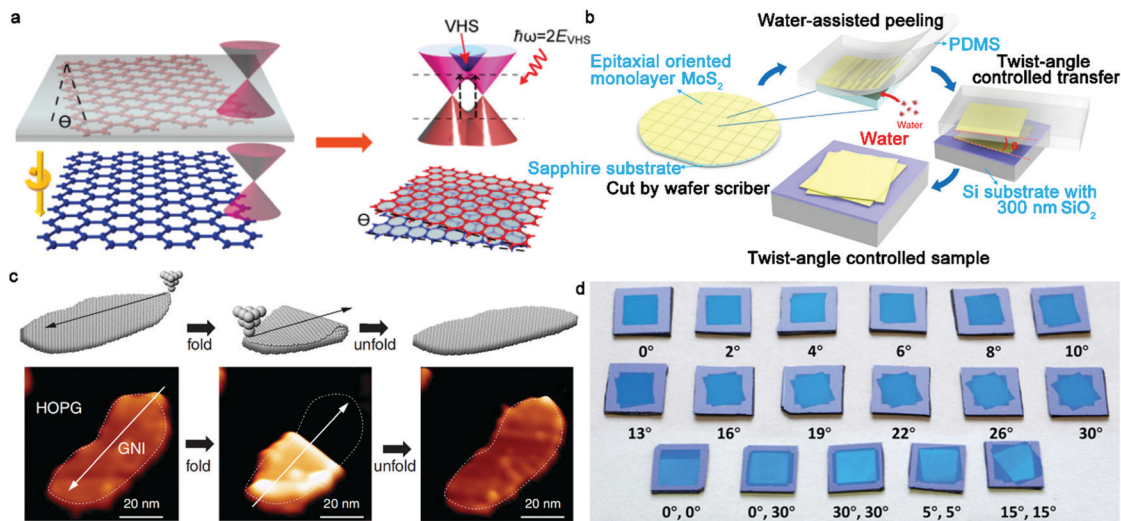 a
Θ
VHS
ħω=2E_VHS
Θ
b
Water-assisted peeling
PDMS
Epitaxial oriented
monolayer MoS₂
Twist-angle
controlled transfer
Water
Water
θ
Sapphire substrate
Cut by wafer scriber
Si substrate with
300 nm SiO₂
Twist-angle controlled sample
c
fold
unfold
HOPG
GNI
20 nm
fold
20 nm
unfold
20 nm
d
0° 2° 4° 6° 8° 10°
13° 16° 19° 22° 26° 30°
0°, 0° 0°, 30° 30°, 30° 5°, 5° 15°, 15°